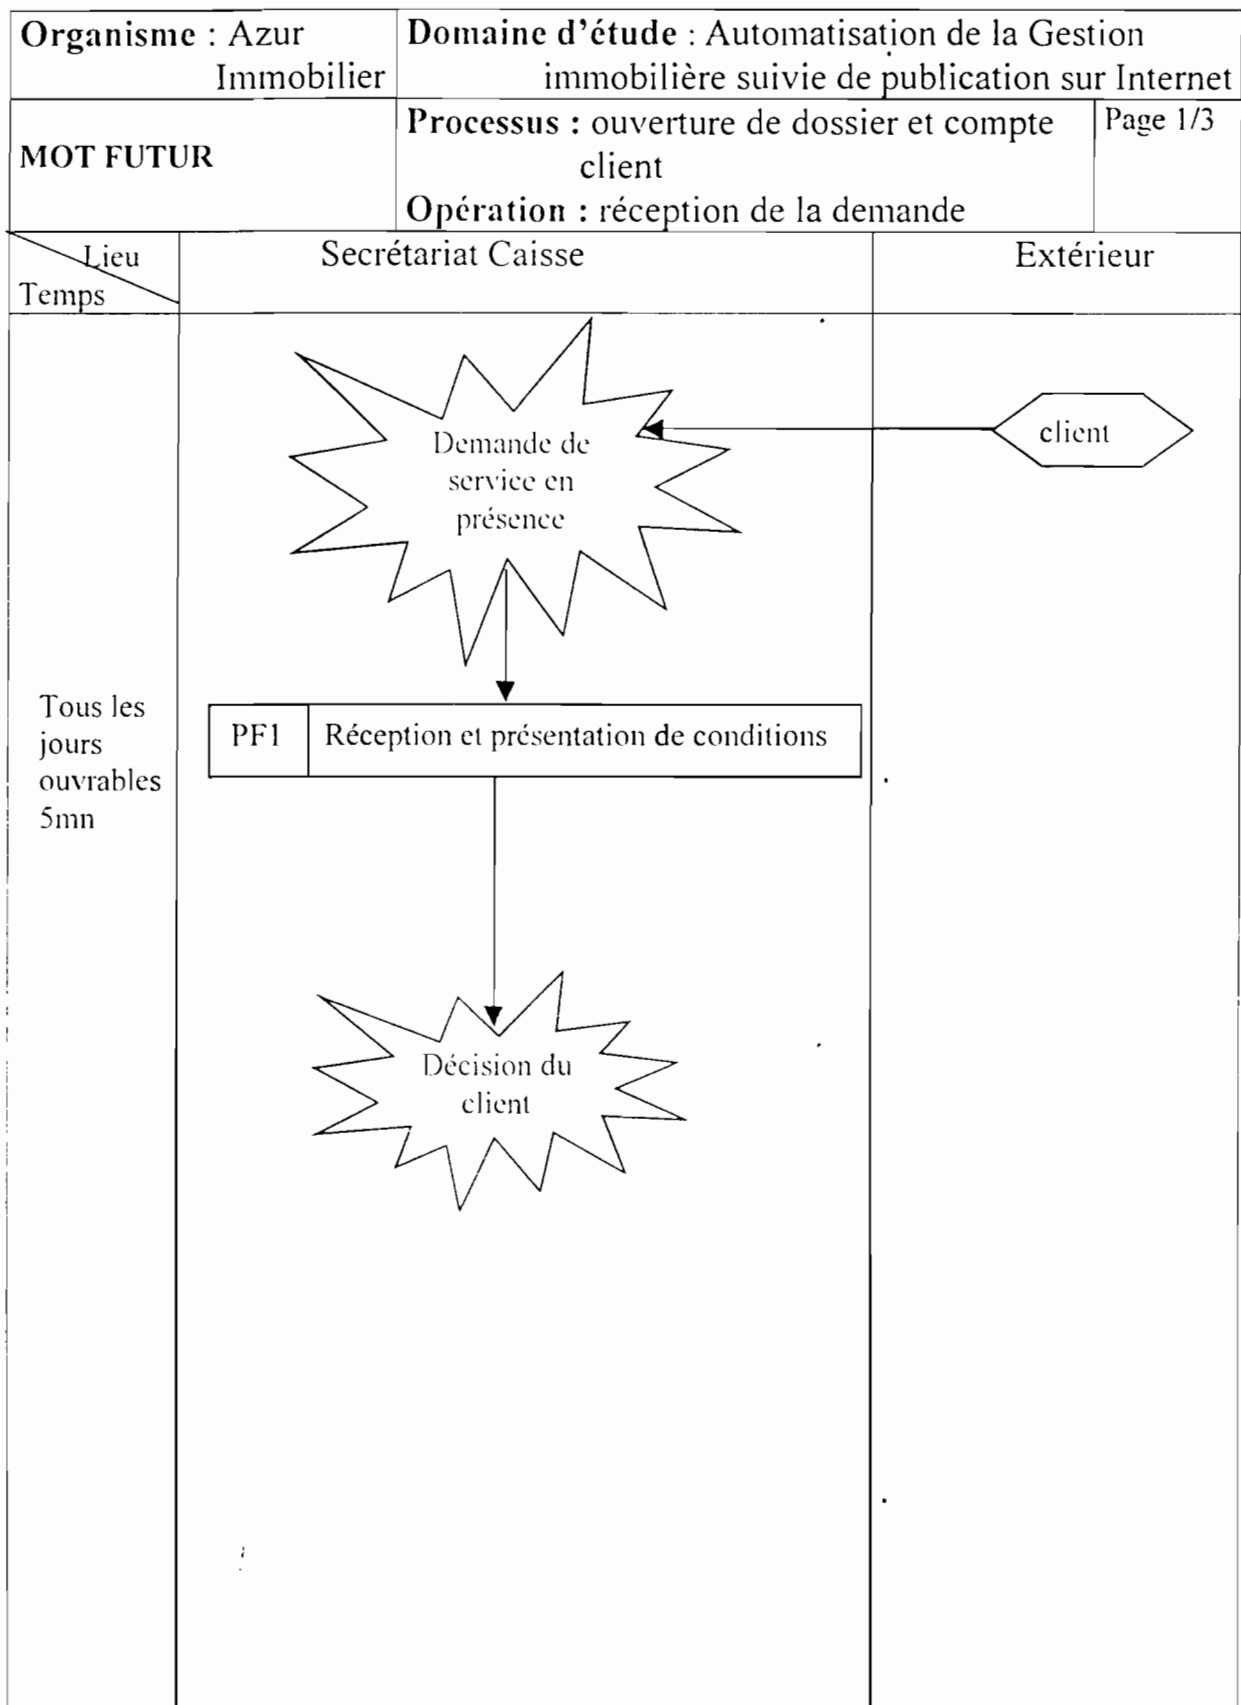 Organisme : Azur
Immobilier
Domaine d'étude : Automatisation de la Gestion
immobilière suivie de publication sur Internet
MOT FUTUR
Processus : ouverture de dossier et compte
client
Opération : réception de la demande
Page 1/3
Lieu
Temps
Secrétariat Caisse
Extérieur
Demande de
service en
présence
client
Tous les
jours
ouvrables
5mn
PF1
Réception et présentation de conditions
Décision du
client